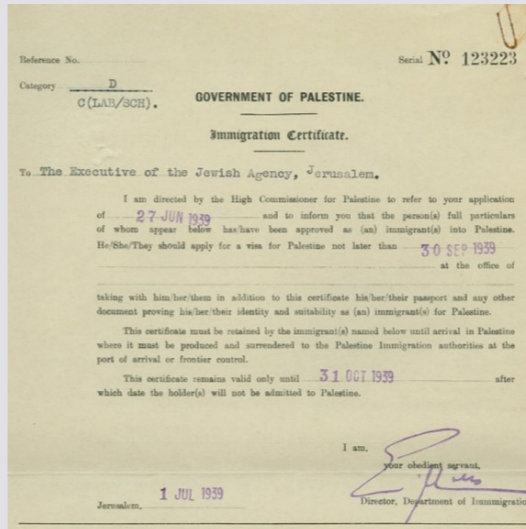 Reference No.
Serial No 123223
Category D
C(LAB/SCH).
GOVERNMENT OF PALESTINE.
Immigration Certificate.
To The Executive of the Jewish Agency, Jerusalem.
I am directed by the High Commissioner for Palestine to refer to your application
of 27 JUN 1939 and to inform you that the person(s) full particulars
of whom appear below has/have been approved as (an) immigrant(s) into Palestine.
He/She/They should apply for a visa for Palestine not later than 30 SEP 1939
at the office of
taking with him/her/them in addition to this certificate his/her/their passport and any other
document proving his/her/their identity and suitability as (an) immigrant(s) for Palestine.
This certificate must be retained by the immigrant(s) named below until arrival in Palestine
where it must be produced and surrendered to the Palestine Immigration authorities at the
port of arrival or frontier control.
This certificate remains valid only until 31 OCT 1939 after
which date the holder(s) will not be admitted to Palestine.
I am,
your obedient servant,
Jerusalem, 1 JUL 1939
Director, Department of Immigratio